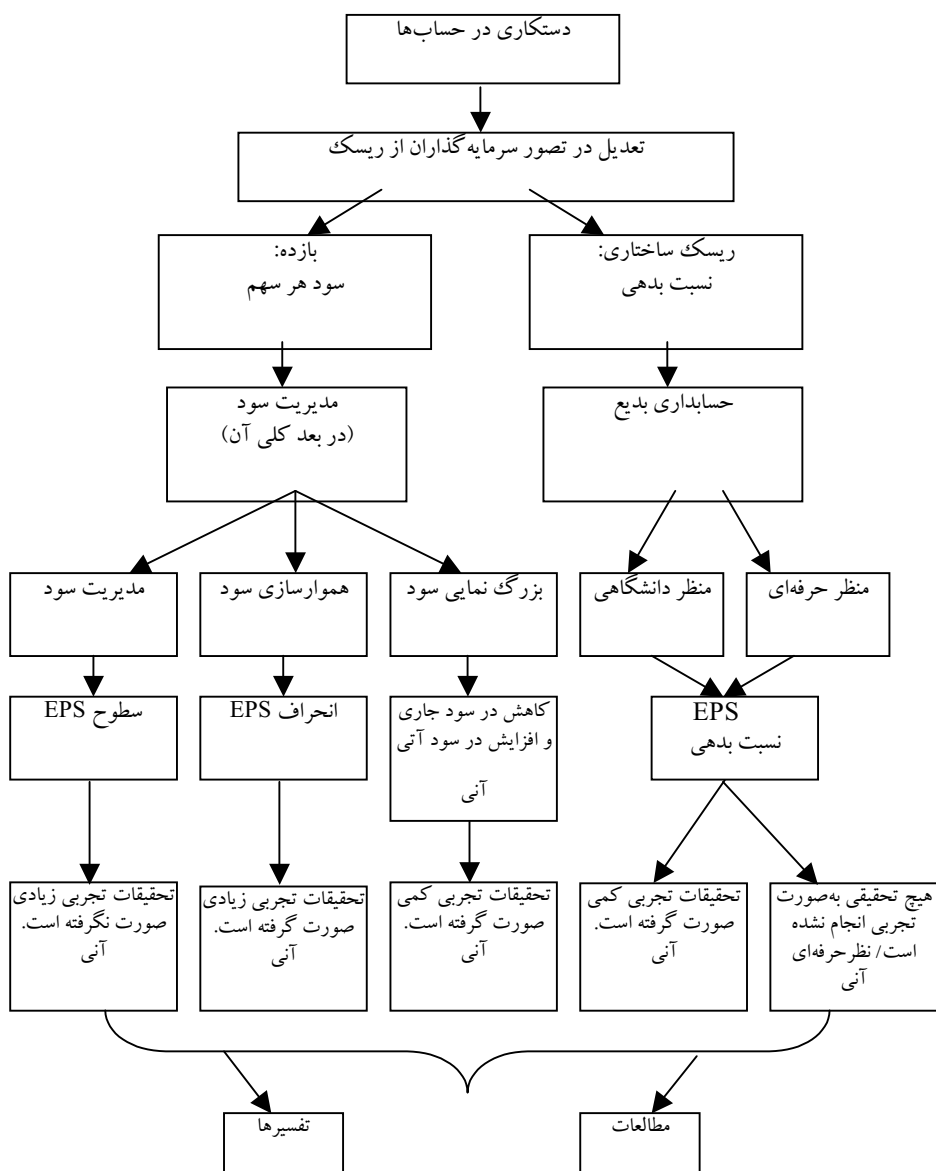 دستکاری در حساب‌ها
تعدیل در تصور سرمایه‌گذاران از ریسک
ریسک ساختاری:
نسبت بدهی
بازده:
سود هر سهم
حسابداری بدیع
مدیریت سود
(در بعد کلی آن)
منظر حرفه‌ای
منظر دانشگاهی
بزرگ نمایی سود
هموارسازی سود
مدیریت سود
EPS
نسبت بدهی
کاهش در سود جاری
و افزایش در سود آتی
آنی
انحراف EPS
سطوح EPS
هیچ تحقیقی به‌صورت
تجربی انجام نشده
است/ نظرحرفه‌ای
آنی
تحقیقات تجربی کمی
صورت گرفته است.
آنی
تحقیقات تجربی کمی
صورت گرفته است.
آنی
تحقیقات تجربی زیادی
صورت گرفته است.
آنی
تحقیقات تجربی زیادی
صورت نگرفته است.
آنی
مطالعات
تفسیرها